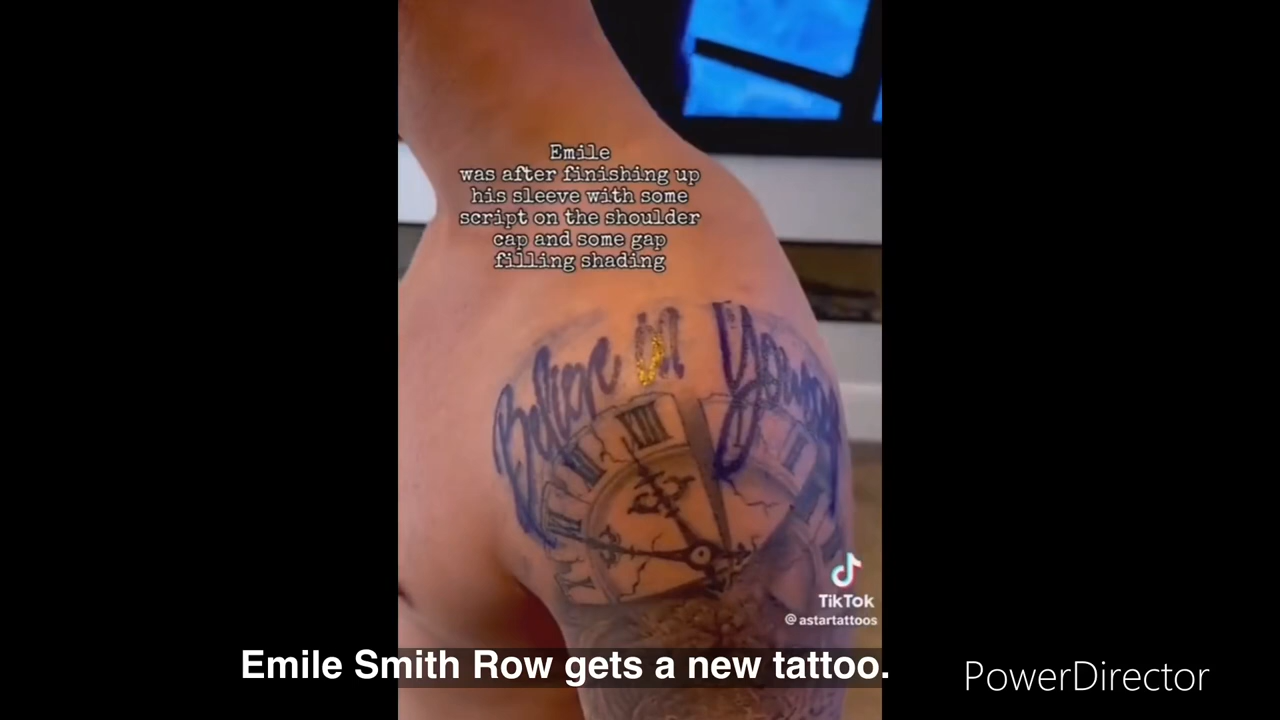 Emile
was after finishing up
his sleeve with some
script on the shoulder
cap and some gap
filling shading
Believe in
XIII
TikTok
@astartattoos
Emile Smith Row gets a new tattoo.
PowerDirector